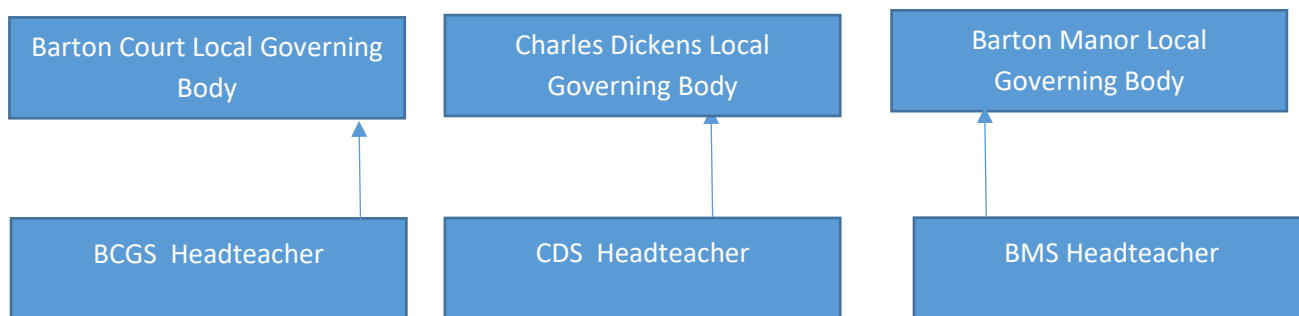 Barton Court Local Governing
Body
Charles Dickens Local
Governing Body
Barton Manor Local
Governing Body
BCGS  Headteacher
CDS  Headteacher
BMS Headteacher